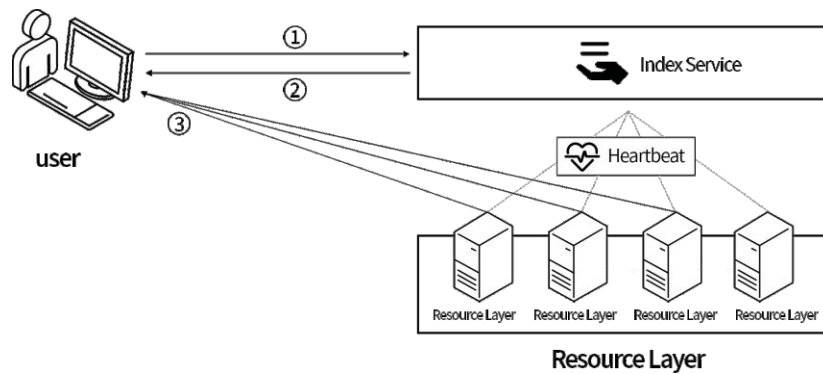 ①
Index Service
②
③
user
Heartbeat
Resource Layer
Resource Layer
Resource Layer
Resource Layer
Resource Layer